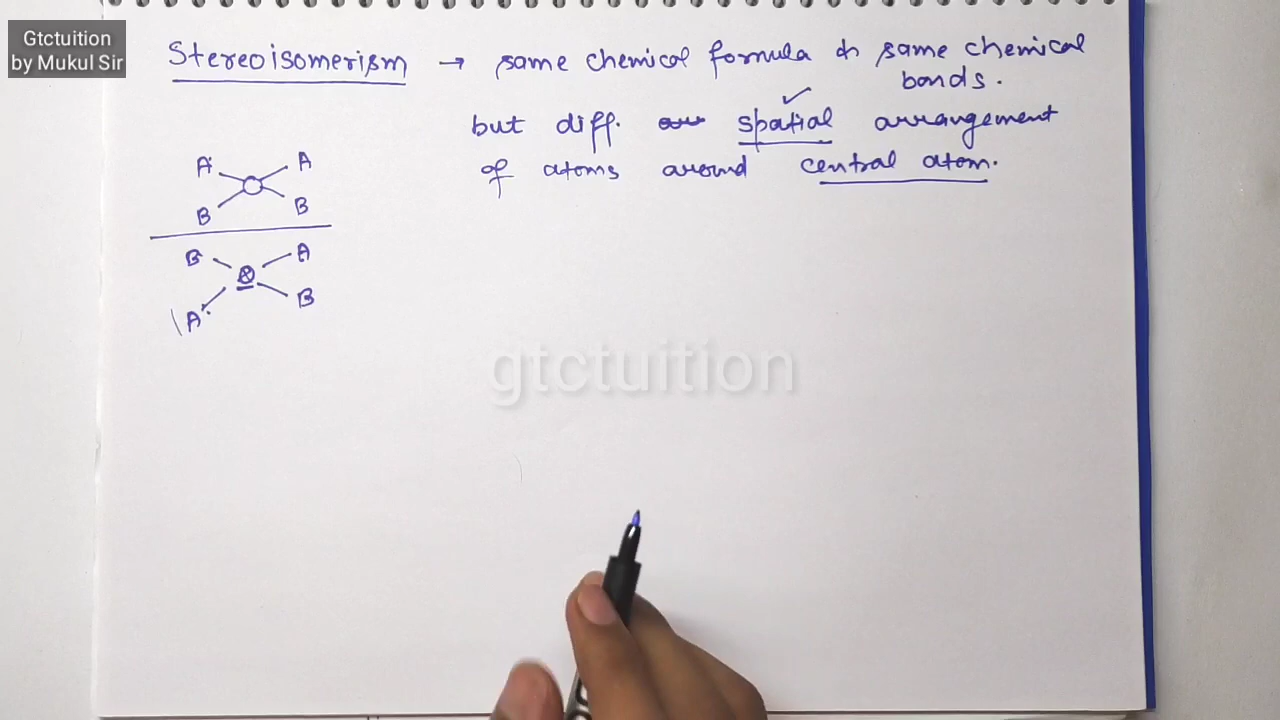 Gtctuition
by Mukul Sir
Stereoisomerism → same chemical formula & same chemical
bonds.
but diff. spatial arrangement
of atoms around central atom.
A A
B B
B A
A B
gtctuition